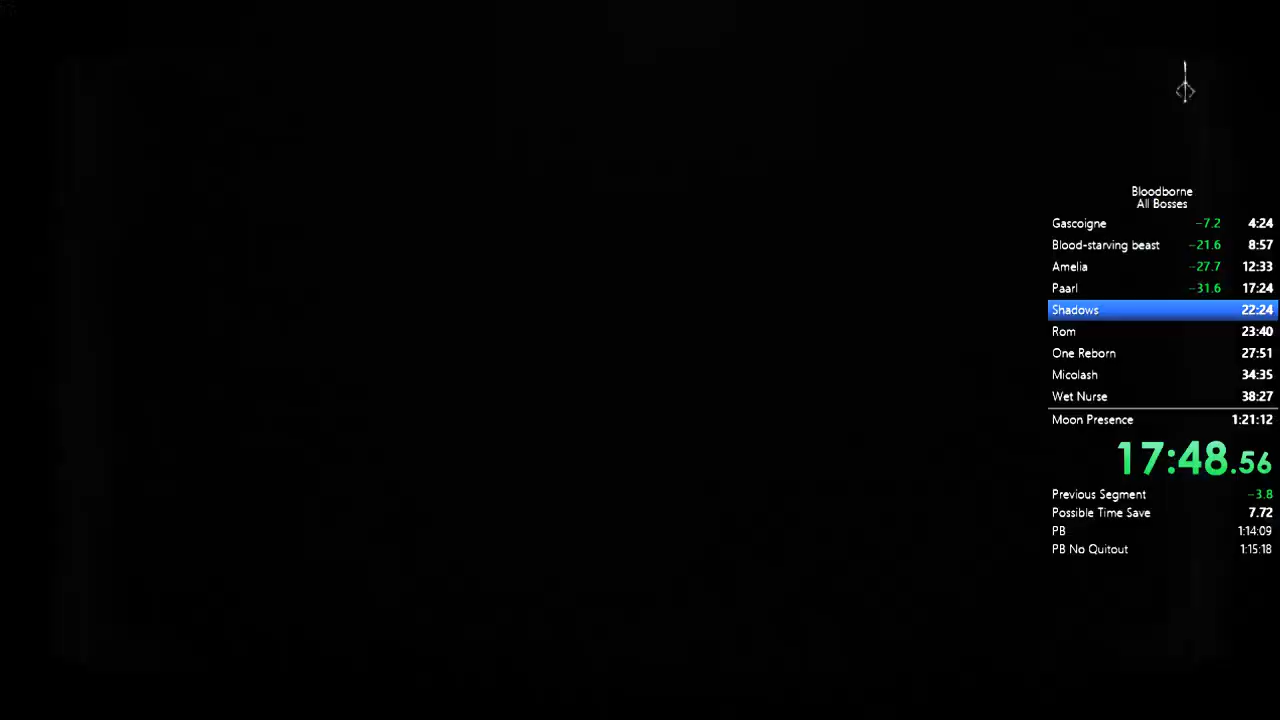 Bloodborne
All Bosses
Gascoigne -7.2 4:24
Blood-starving beast -21.6 8:57
Amelia -27.7 12:33
Paarl -31.6 17:24
Shadows 22:24
Rom 23:40
One Reborn 27:51
Micolash 34:35
Wet Nurse 38:27
Moon Presence 1:21:12
17:48.56
Previous Segment -3.8
Possible Time Save 7.72
PB 1:14:09
PB No Quitout 1:15:18